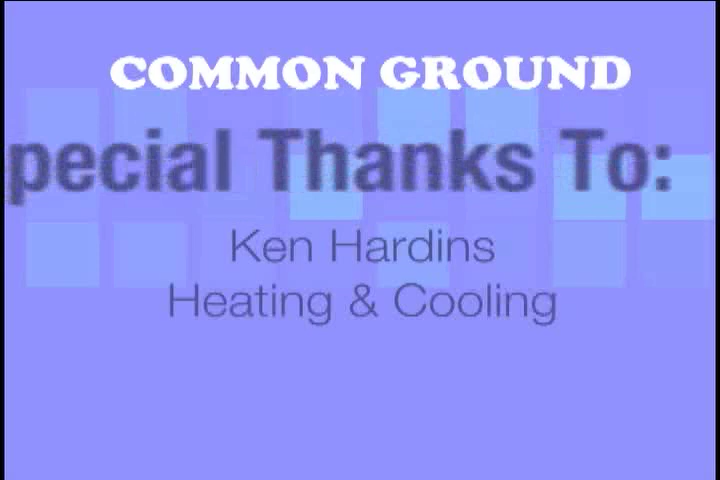 COMMON GROUND
pecial Thanks To:
Ken Hardins
Heating & Cooling